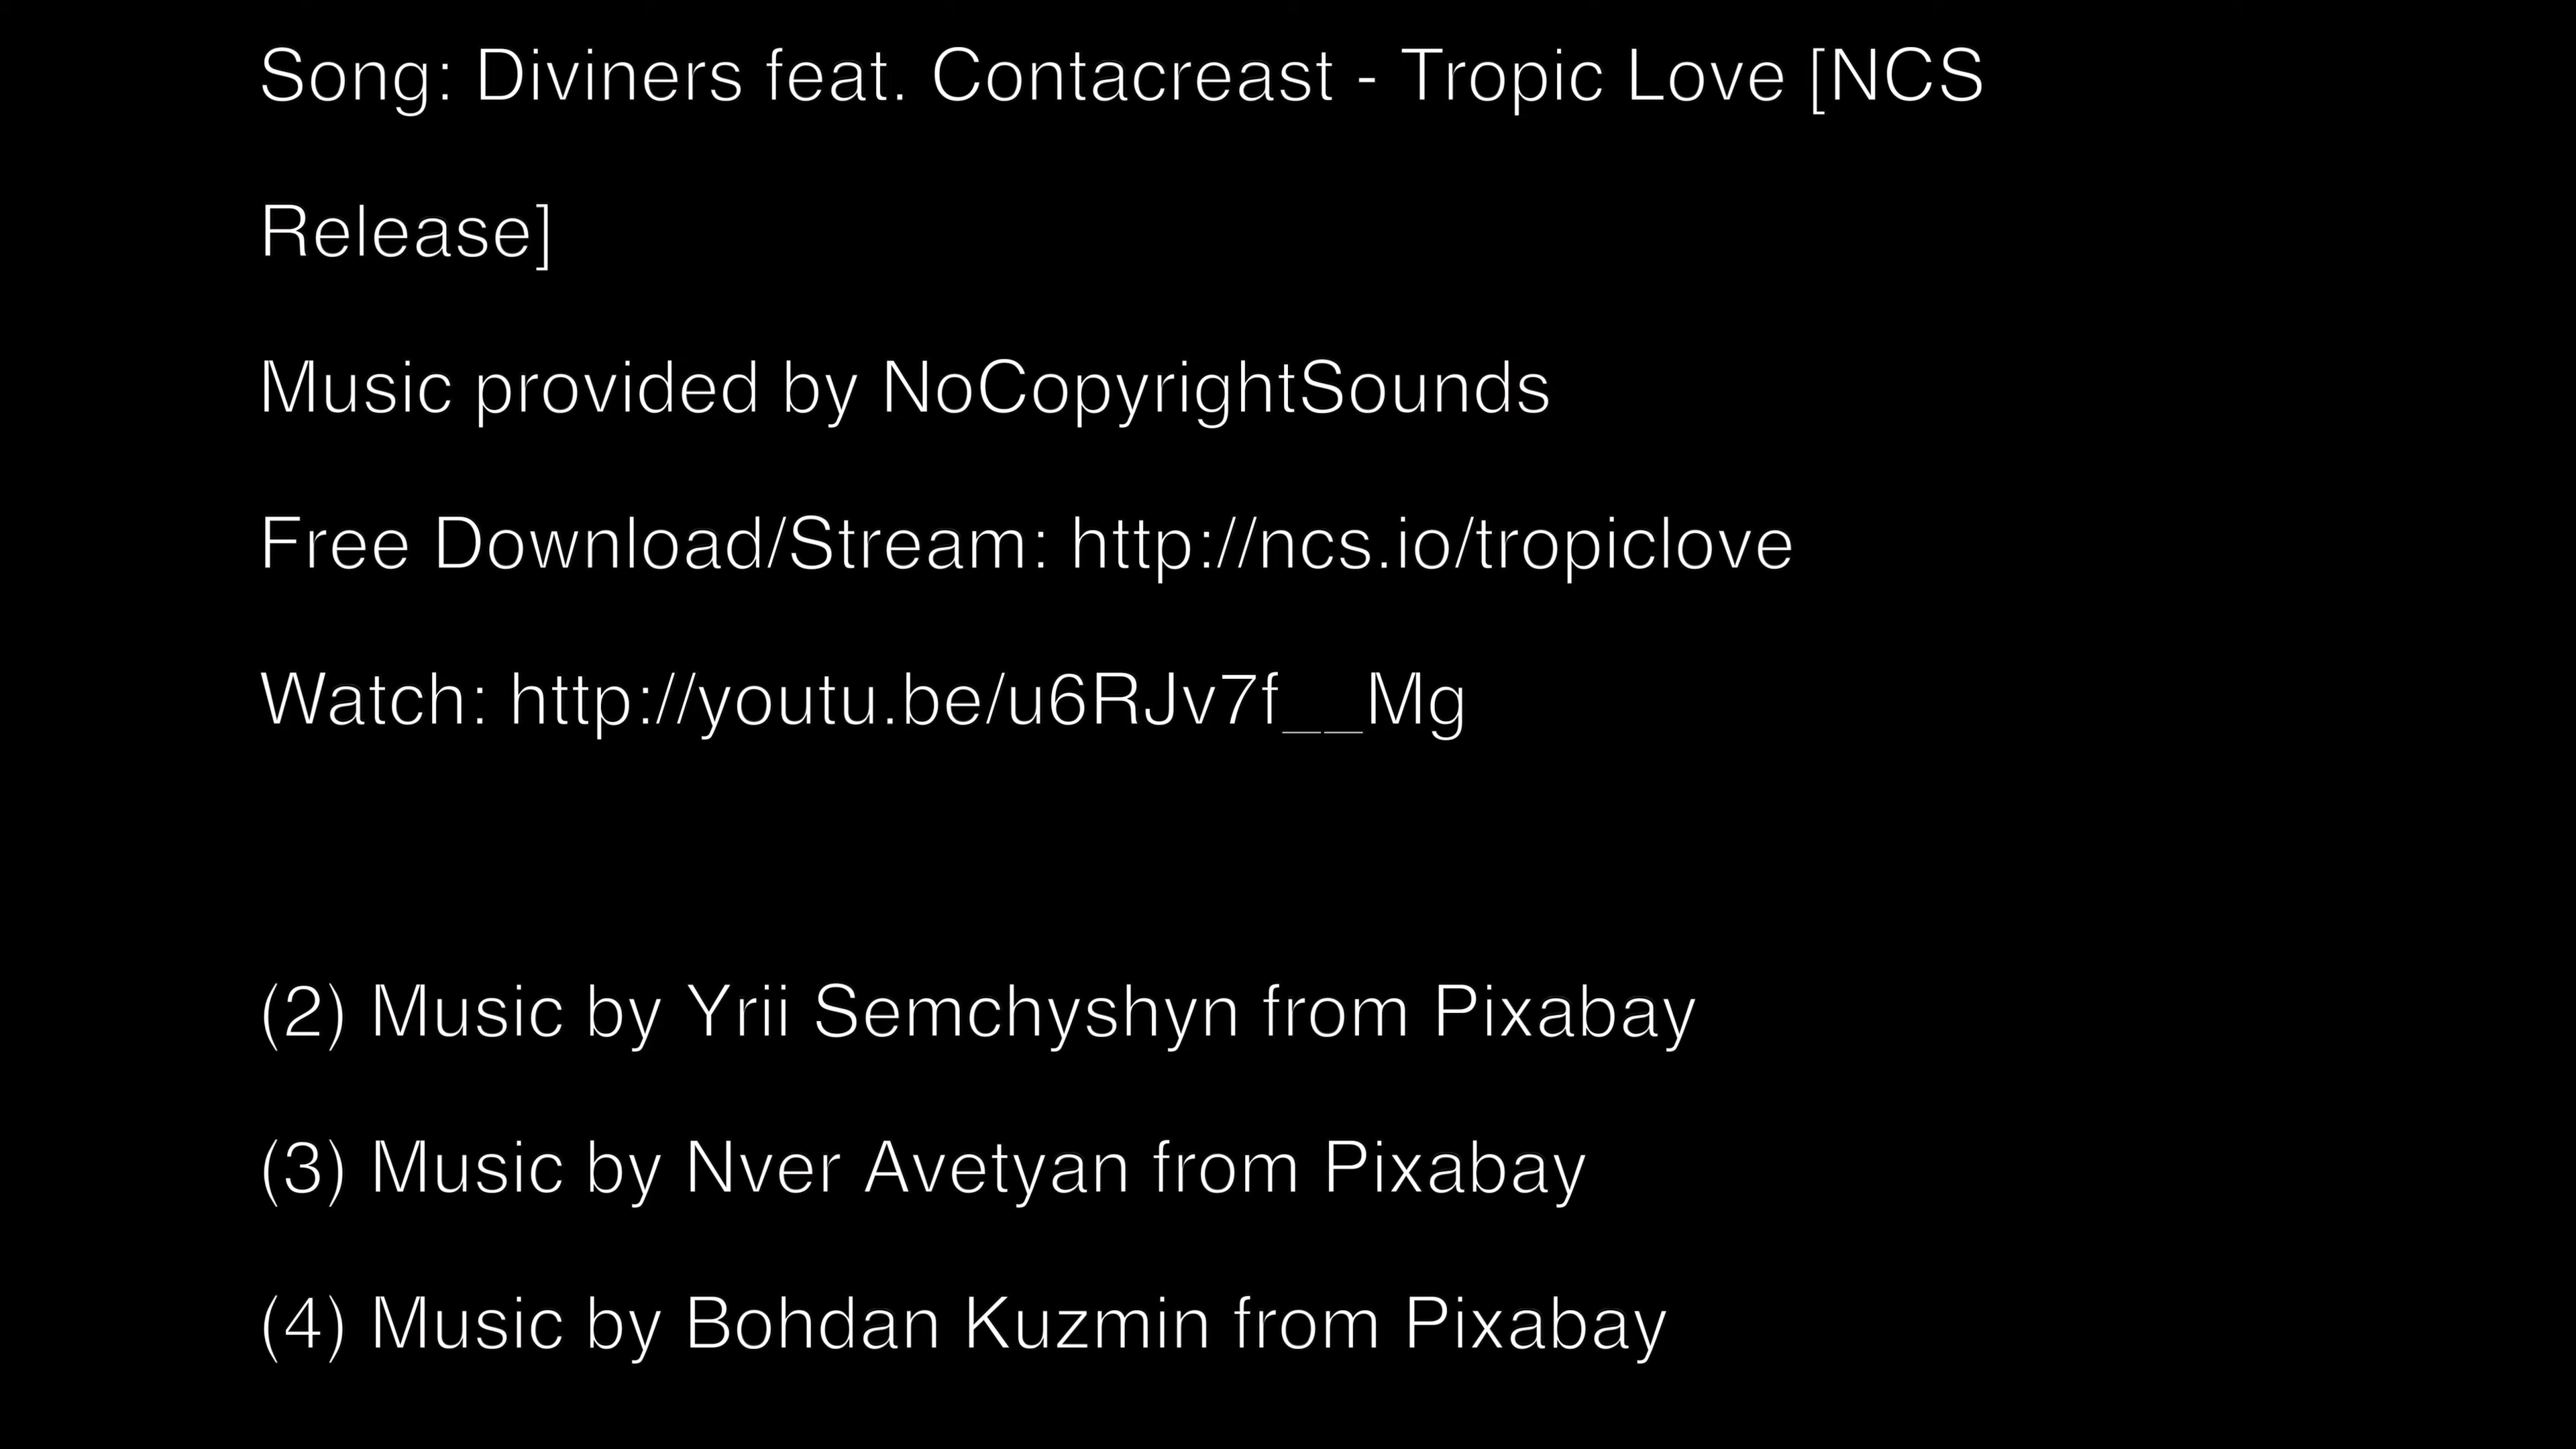 Song: Diviners feat. Contacreast - Tropic Love [NCS
Release]
Music provided by NoCopyrightSounds
Free Download/Stream: http://ncs.io/tropiclove
Watch: http://youtu.be/u6RJv7f__Mg
(2) Music by Yrii Semchyshyn from Pixabay
(3) Music by Nver Avetyan from Pixabay
(4) Music by Bohdan Kuzmin from Pixabay